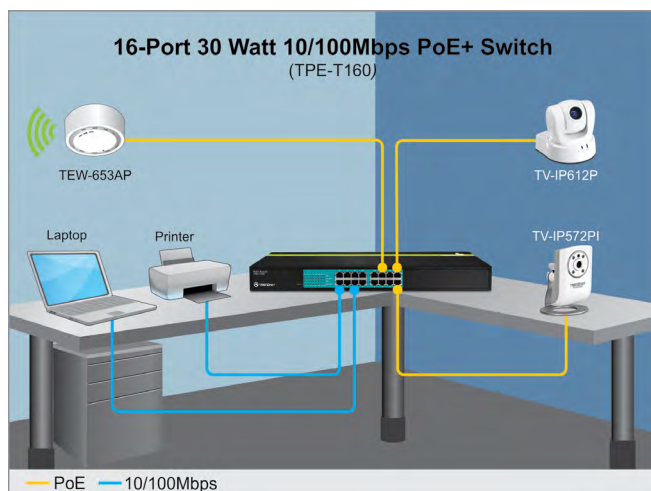 16-Port 30 Watt 10/100Mbps PoE+ Switch
(TPE-T160)
TEW-653AP
TV-IP612P
Laptop
Printer
TV-IP572PI
TRENDnet
PoE
10/100Mbps